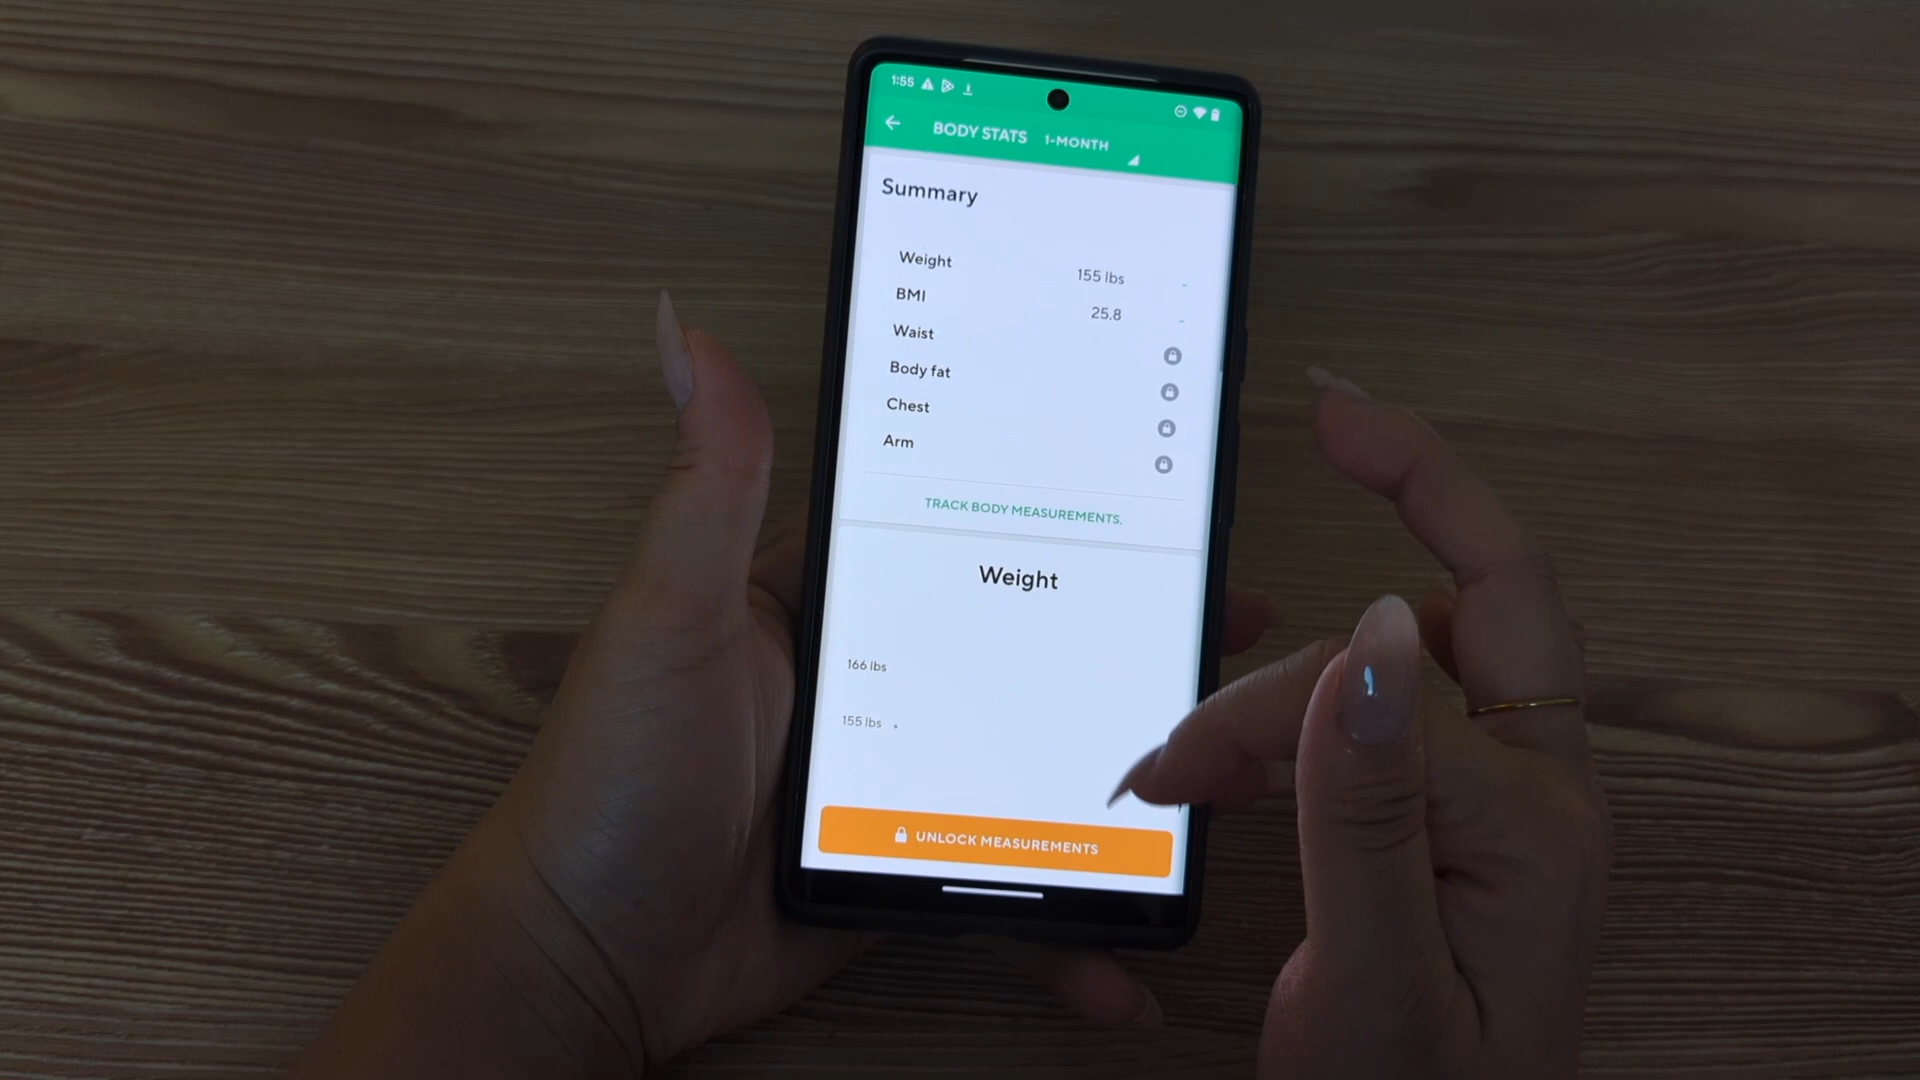 1:55
BODY STATS 1-MONTH
Summary
Weight 155 lbs -
BMI 25.8 -
Waist
Body fat
Chest
Arm
TRACK BODY MEASUREMENTS.
Weight
166 lbs
155 lbs
UNLOCK MEASUREMENTS